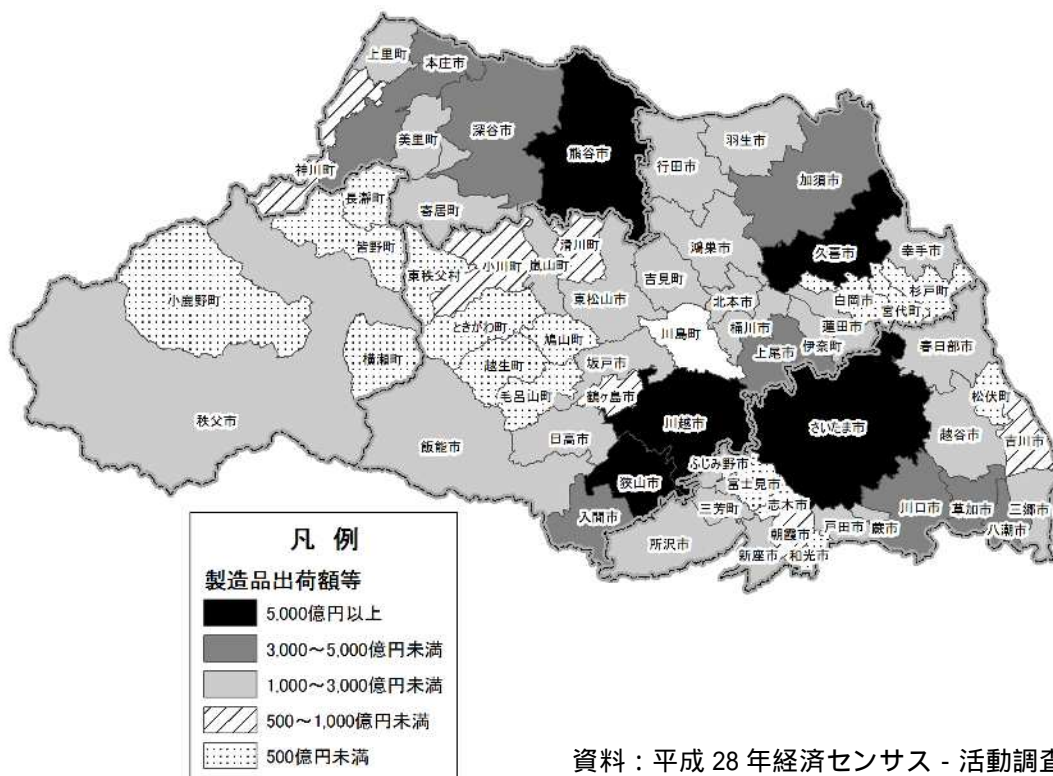 上里町
本庄市
深谷市
美里町
熊谷市
羽生市
行田市
加須市
神川町
長瀞町
寄居町
皆野町
鴻巣市
久喜市
幸手市
滑川町
小川町
嵐山町
東秩父村
吉見町
杉戸町
白岡市
宮代町
小鹿野町
東松山市
北本市
ときがわ町
鳩山町
川島町
桶川市
蓮田市
伊奈町
上尾市
春日部市
横瀬町
越生町
坂戸市
毛呂山町
鶴ヶ島市
松伏町
秩父市
川越市
さいたま市
越谷市
吉川市
飯能市
日高市
ふじみ野市
狭山市
富士見市
志木市
入間市
三芳町
川口市
草加市
三郷市
戸田市
蕨市
八潮市
朝霞市
所沢市
新座市
和光市
凡 例
製造品出荷額等
5,000億円以上
3,000～5,000億円未満
1,000～3,000億円未満
500～1,000億円未満
500億円未満
資料：平成 28 年経済センサス - 活動調査